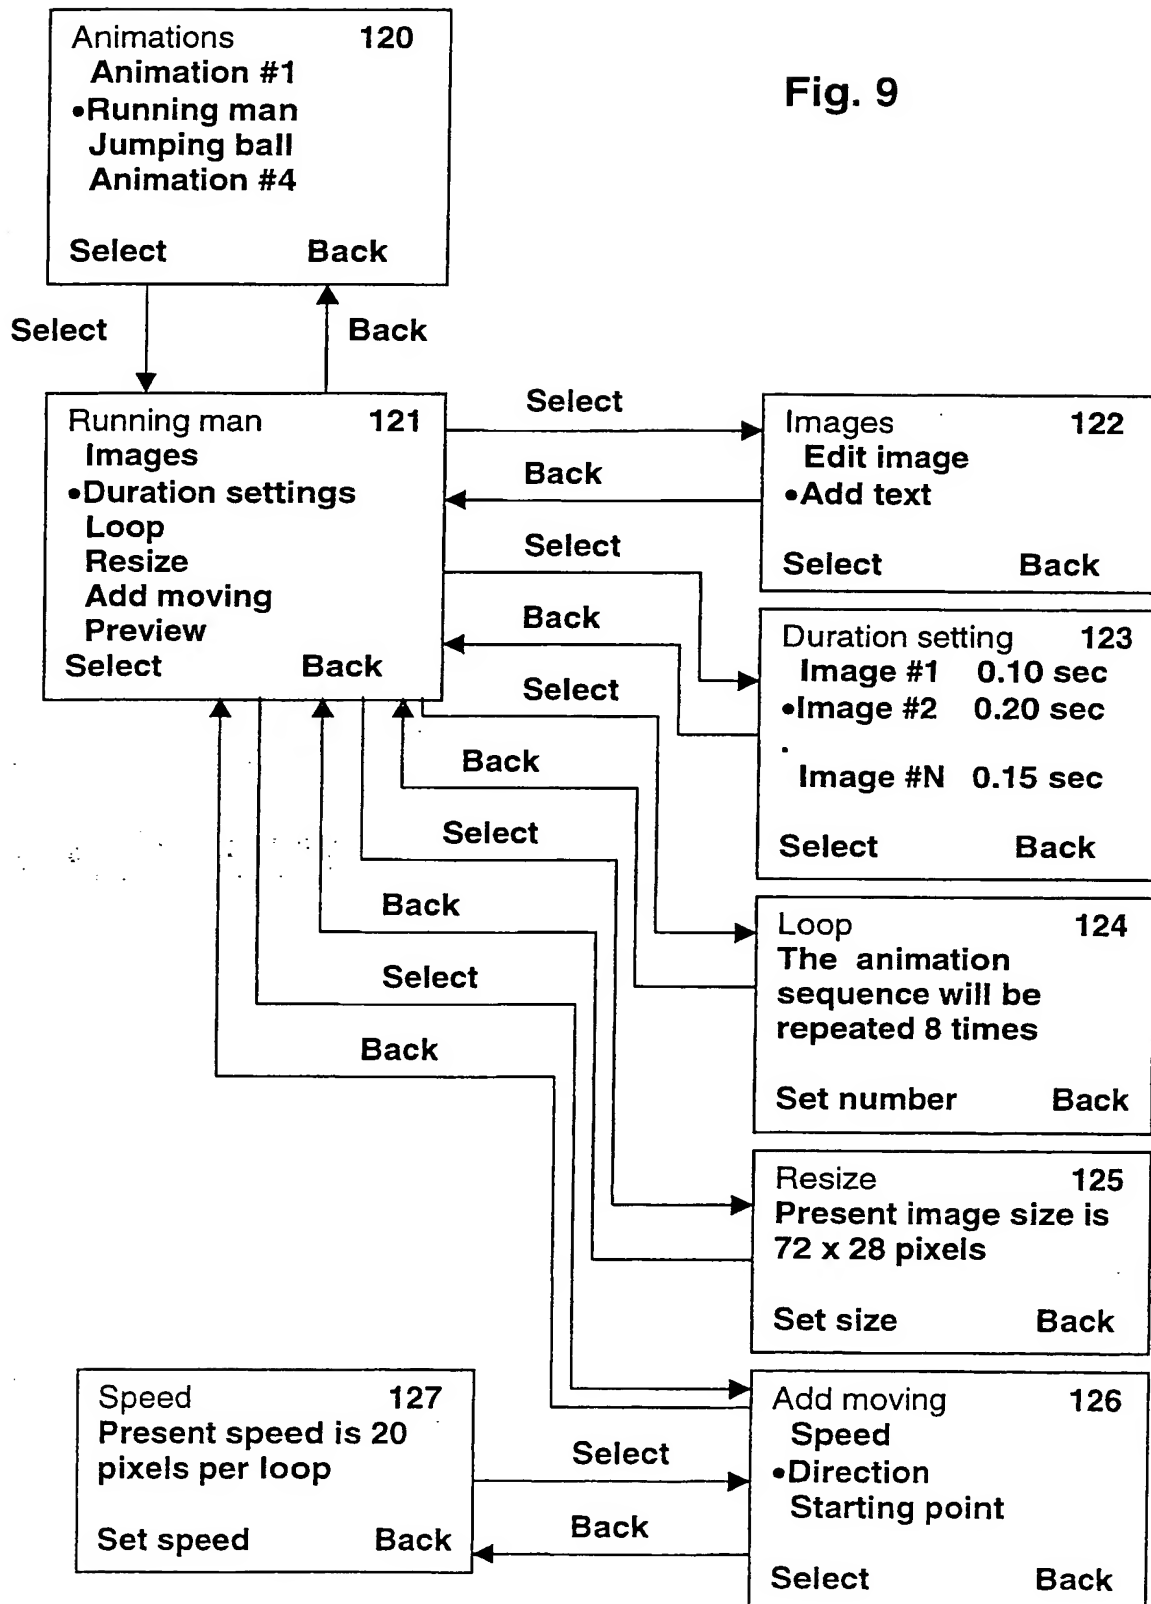 Fig. 9
Animations 120
Animation #1
•Running man
Jumping ball
Animation #4
Select Back
Select Back
Running man 121
Images
•Duration settings
Loop
Resize
Add moving
Preview
Select Back
Select
Back
Select
Back
Select
Back
Select
Back
Select
Back
Images 122
Edit image
•Add text
Select Back
Duration setting 123
Image #1 0.10 sec
•Image #2 0.20 sec
.
Image #N 0.15 sec
Select Back
Loop 124
The animation
sequence will be
repeated 8 times
Set number Back
Resize 125
Present image size is
72 x 28 pixels
Set size Back
Add moving 126
Speed
•Direction
Starting point
Select Back
Select
Back
Speed 127
Present speed is 20
pixels per loop
Set speed Back